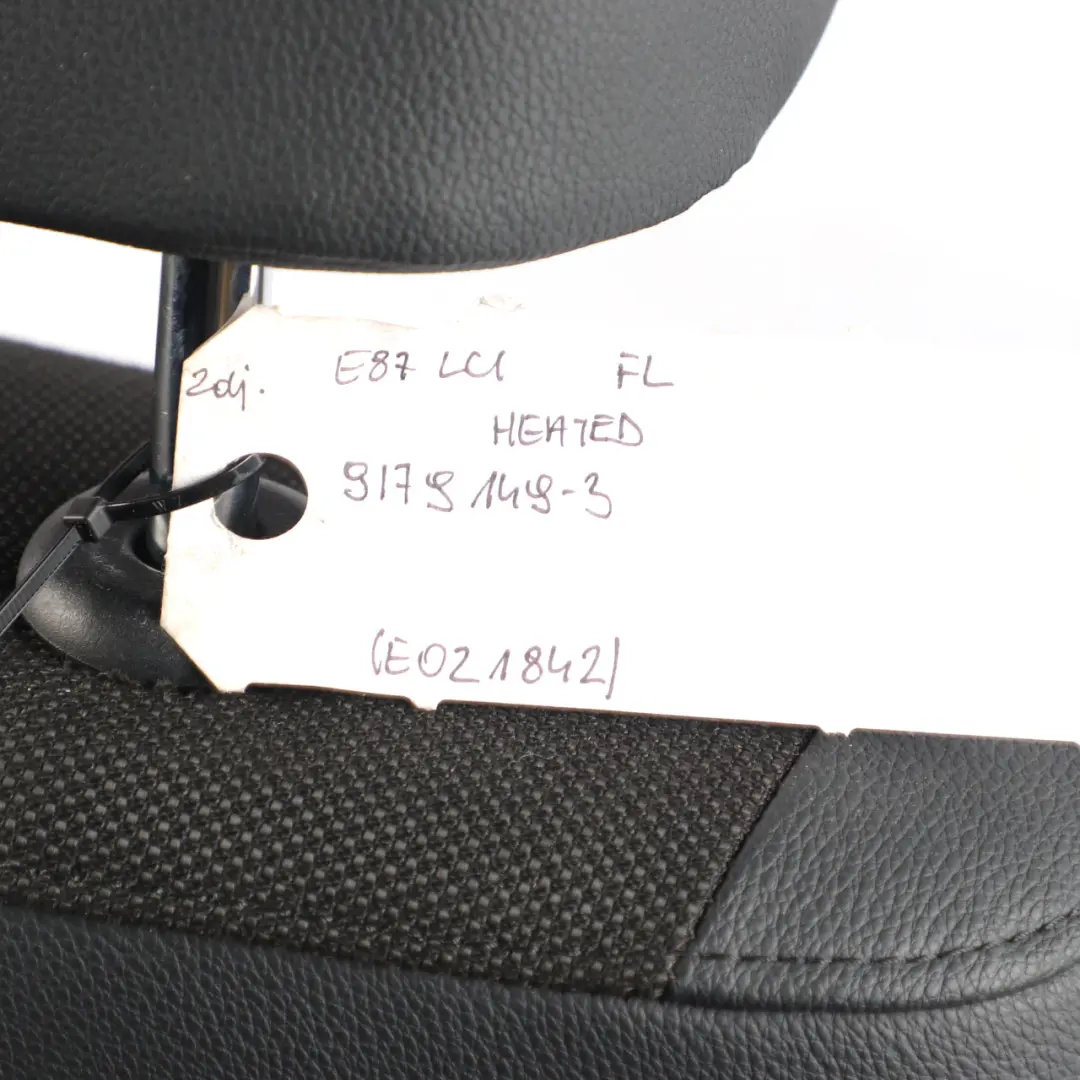 2dj. E87 LCI FL
HEATED
9179149-3
(E021842)